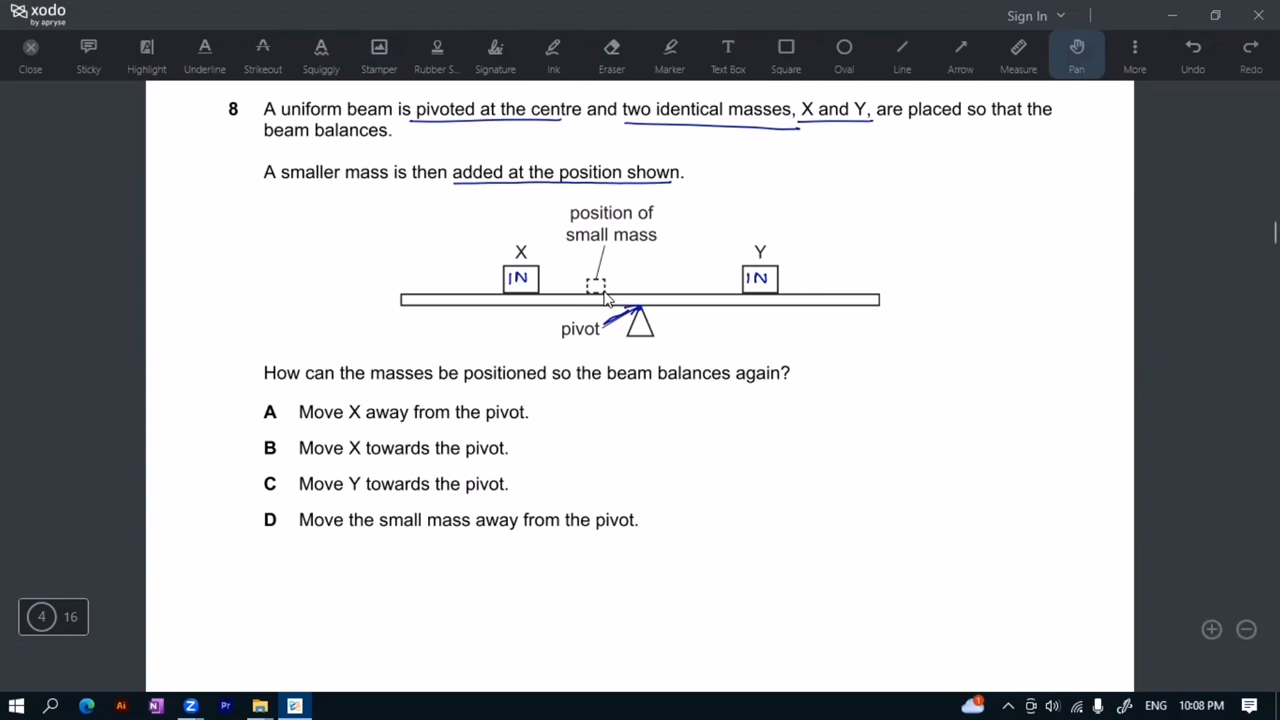 xodo
by apryse
Sign In
Close
Sticky
Highlight
Underline
Strikeout
Squiggly
Stamper
Rubber S...
Signature
Ink
Eraser
Marker
Text Box
Square
Oval
Line
Arrow
Measure
Pan
More
Undo
Redo
8 A uniform beam is pivoted at the centre and two identical masses, X and Y, are placed so that the
beam balances.
A smaller mass is then added at the position shown.
position of
small mass
X
Y
1N
1N
pivot
How can the masses be positioned so the beam balances again?
A Move X away from the pivot.
B Move X towards the pivot.
C Move Y towards the pivot.
D Move the small mass away from the pivot.
4 16
Ai
N
Z
Pr
1
ENG
10:08 PM